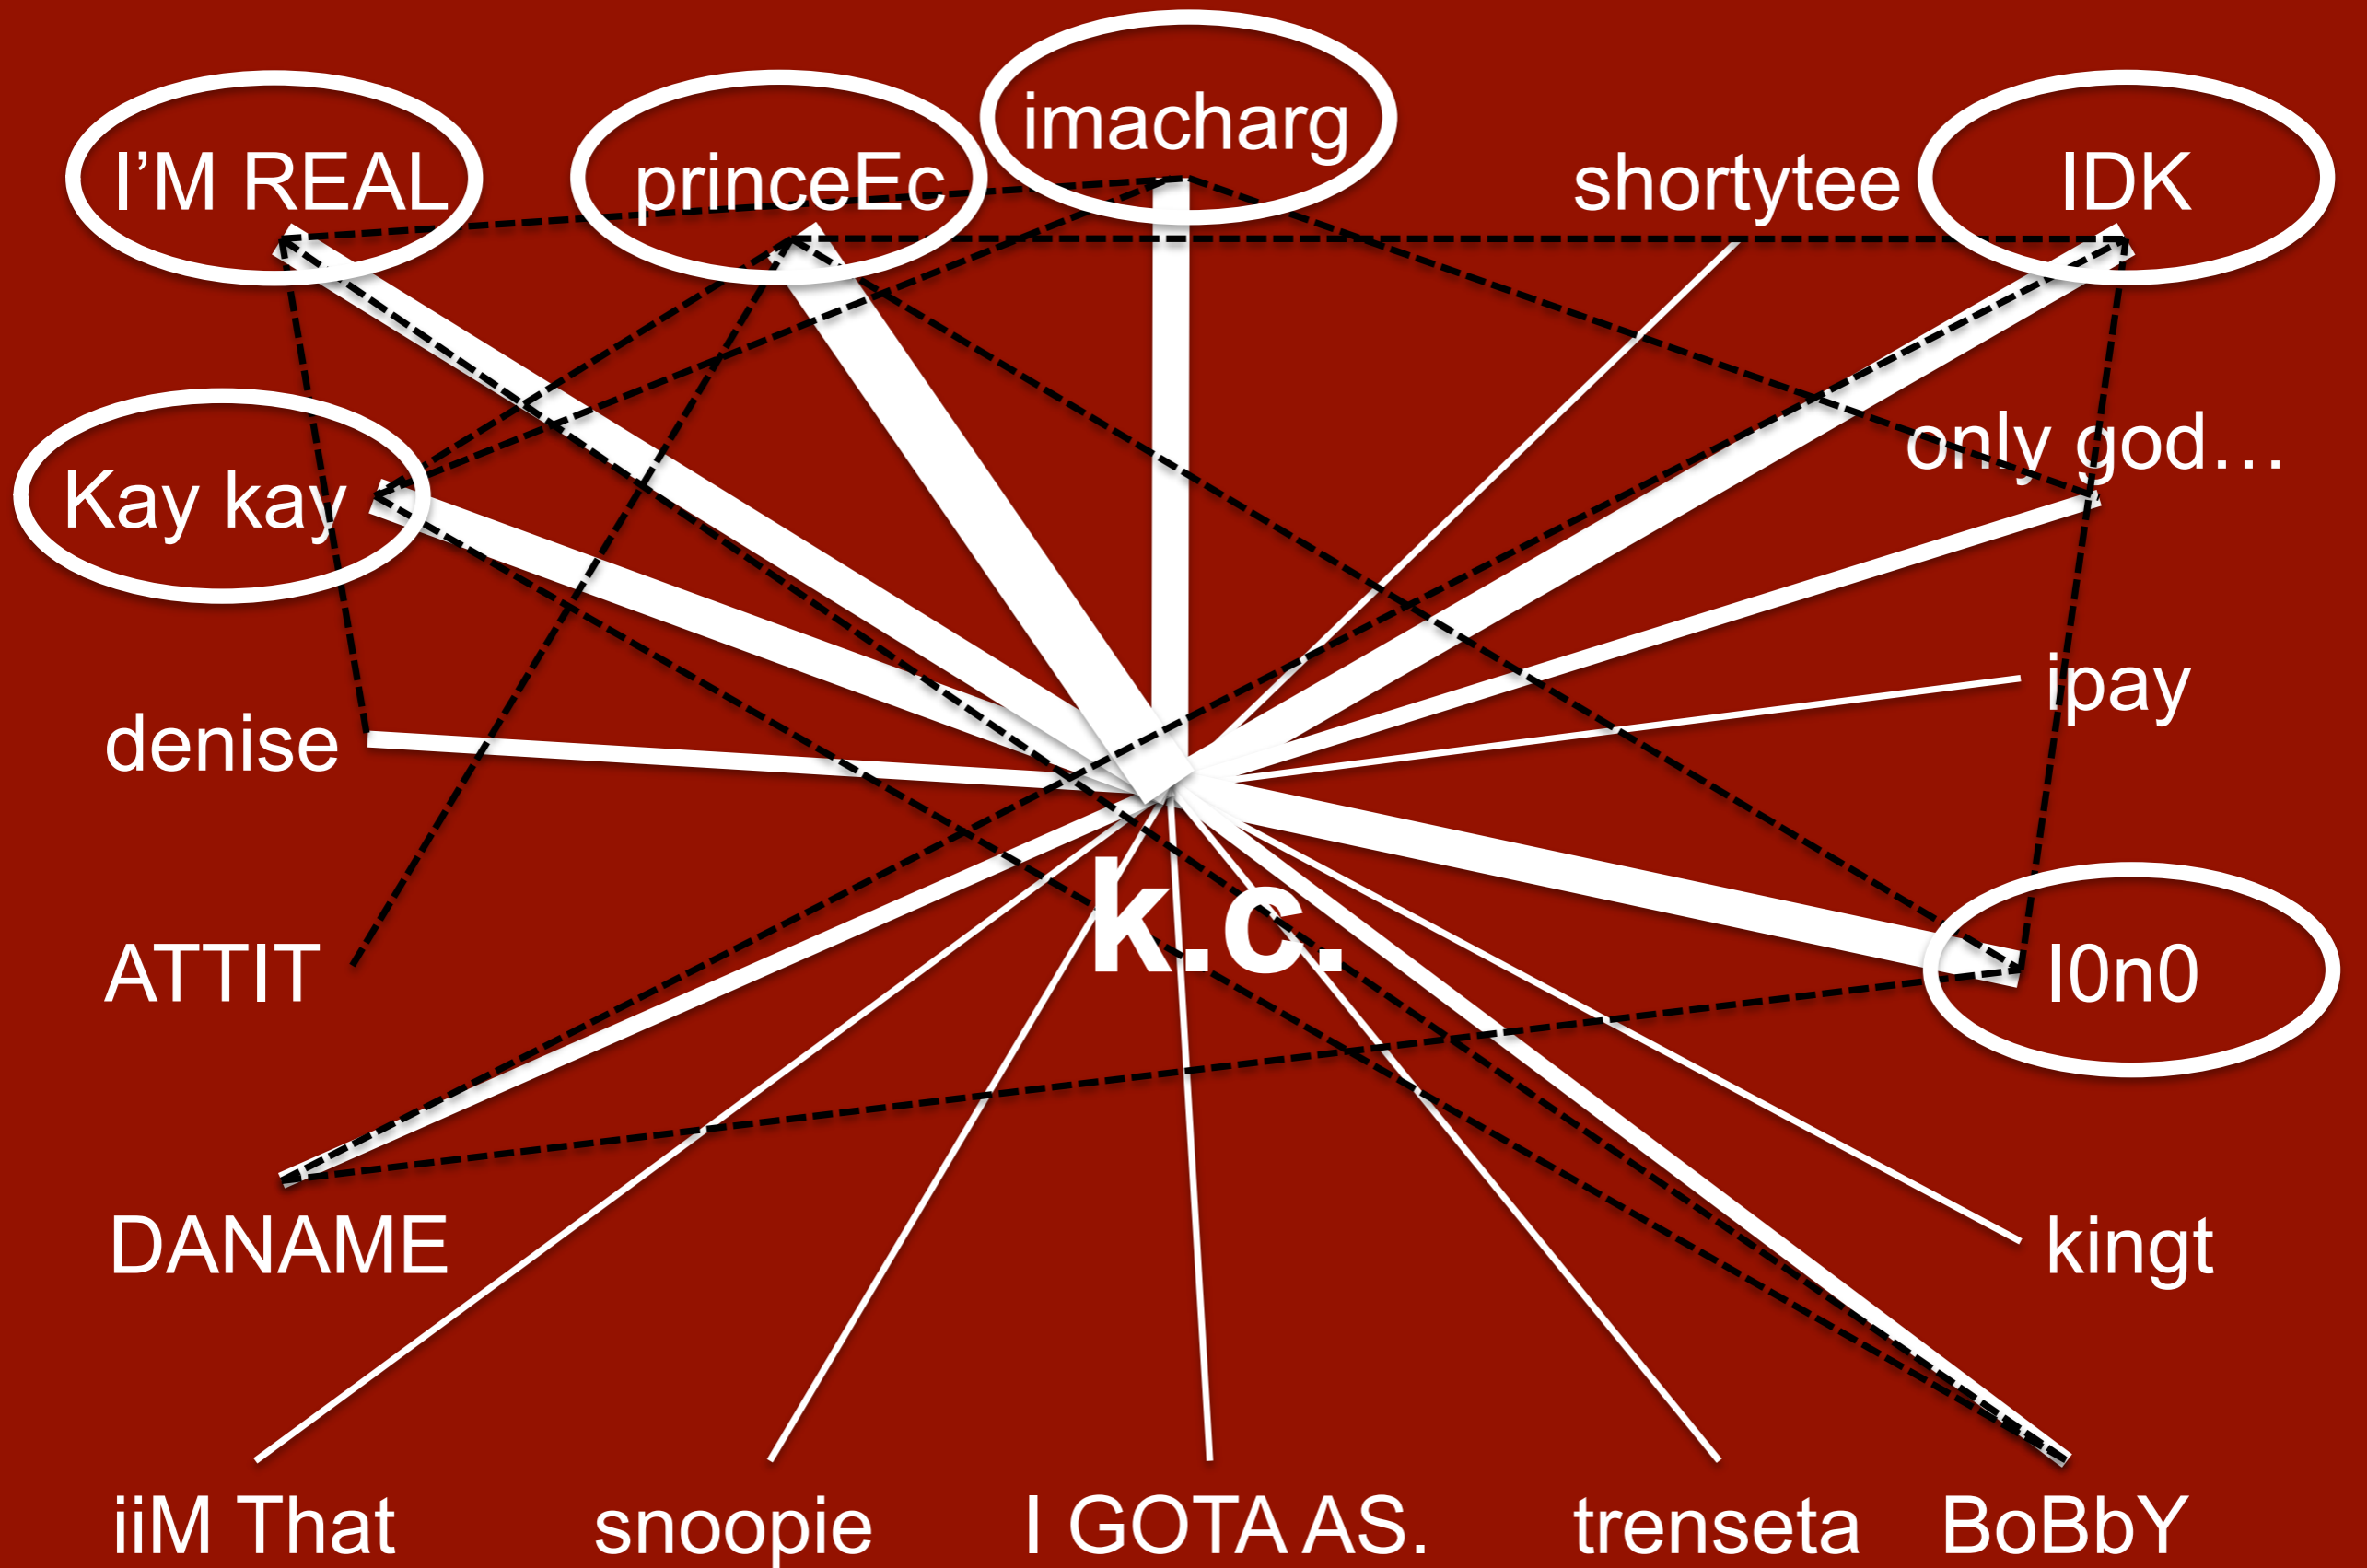 imacharg
I’M REAL
princeEc
shortytee
IDK
only god…
Kay kay
ipay
denise
k.c.
ATTIT
I0n0
DANAME
kingt
iiM That
snoopie
I GOTA AS.
trenseta
BoBbY